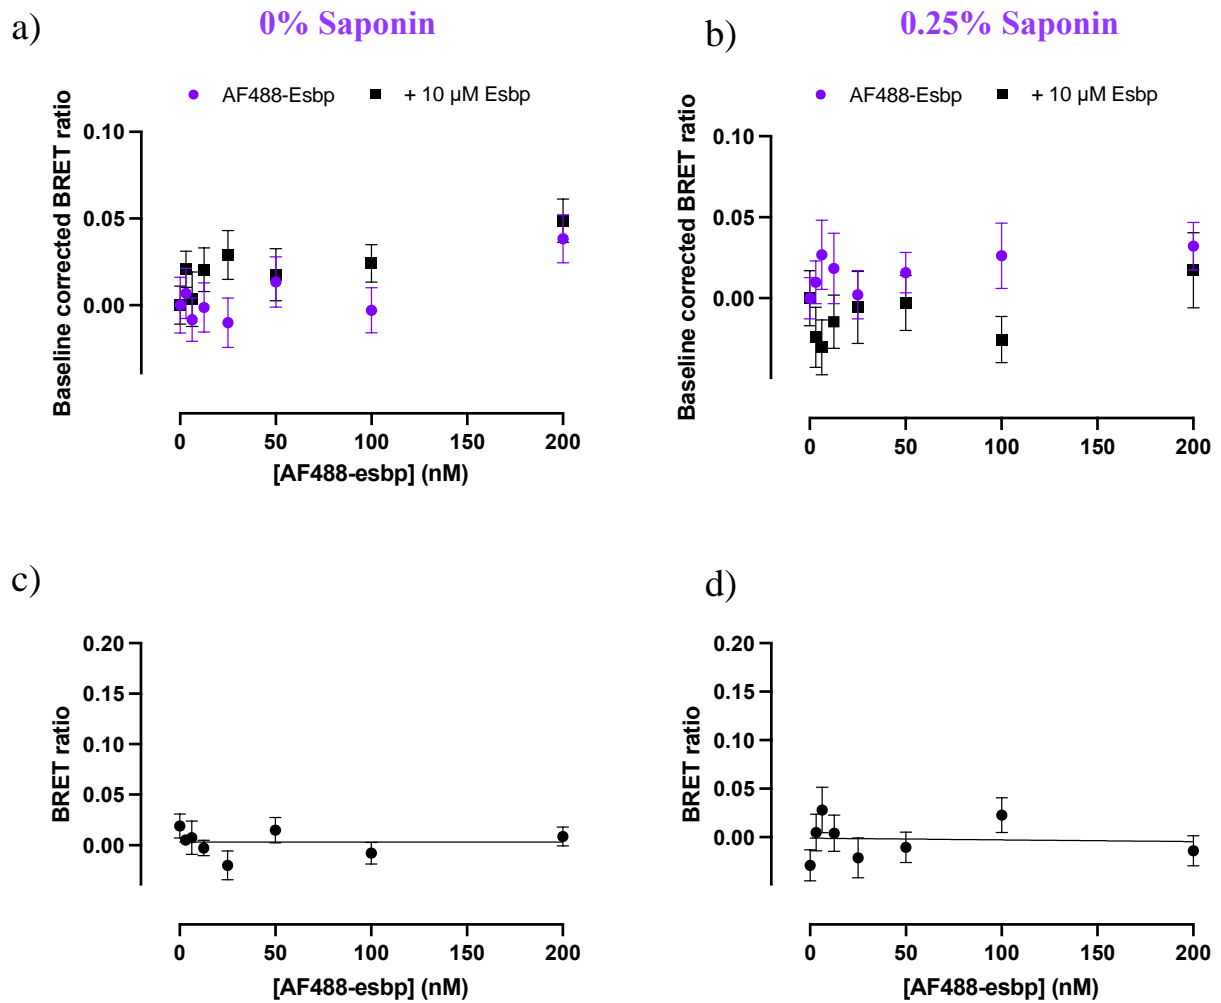 a)
0% Saponin
AF488-Esbp
+ 10 µM Esbp
Baseline corrected BRET ratio
0.10
0.05
0.00
0 50 100 150 200
[AF488-esbp] (nM)
b)
0.25% Saponin
AF488-Esbp
+ 10 µM Esbp
Baseline corrected BRET ratio
0.10
0.05
0.00
0 50 100 150 200
c)
BRET ratio
0.20
0.15
0.10
0.05
0.00
0 50 100 150 200
[AF488-esbp] (nM)
d)
BRET ratio
0.20
0.15
0.10
0.05
0.00
0 50 100 150 200
[AF488-esbp] (nM)